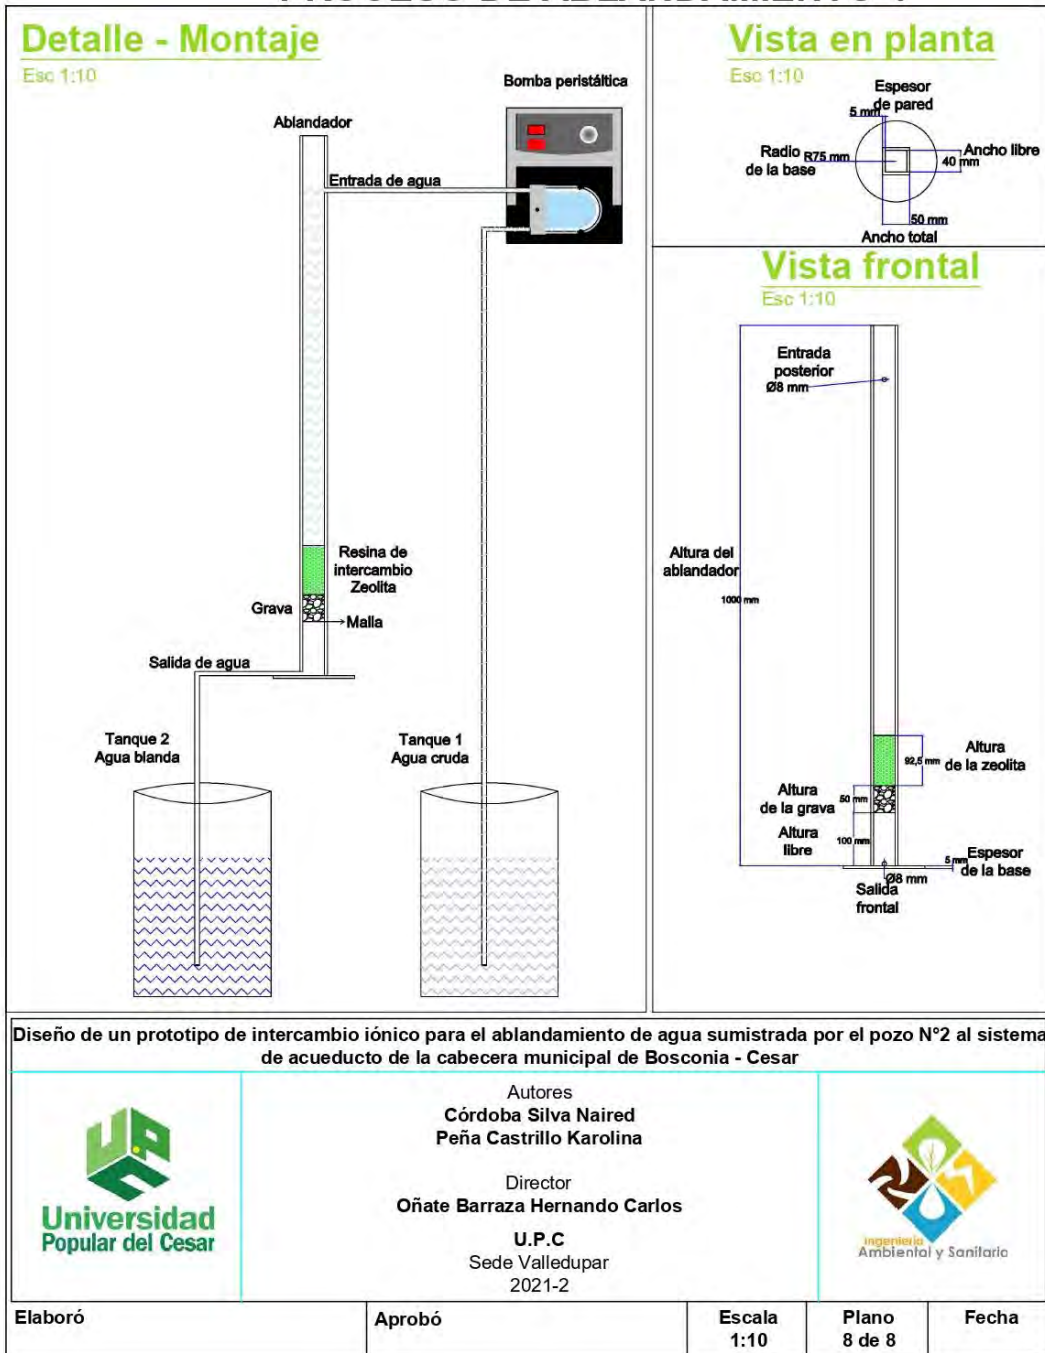 Detalle - Montaje
Esc 1:10
Bomba peristáltica
Ablandador
Entrada de agua
Resina de
intercambio
Zeolita
Grava
Malla
Salida de agua
Tanque 2
Agua blanda
Tanque 1
Agua cruda
Vista en planta
Esc 1:10
Espesor
de pared
5 mm
Radio
de la base
R75 mm
Ancho libre
40 mm
50 mm
Ancho total
Vista frontal
Esc 1:10
Entrada
posterior
Ø8 mm
Altura del
ablandador
1000 mm
92,5 mm
Altura
de la zeolita
Altura
de la grava
50 mm
Altura
libre
100 mm
5 mm
Espesor
de la base
Ø8 mm
Salida
frontal
Diseño de un prototipo de intercambio iónico para el ablandamiento de agua sumistrada por el pozo N°2 al sistema
de acueducto de la cabecera municipal de Bosconia - Cesar
U.P.C
Universidad
Popular del Cesar
Autores
Córdoba Silva Naired
Peña Castrillo Karolina
Director
Oñate Barraza Hernando Carlos
U.P.C
Sede Valledupar
2021-2
ingeniería
Ambiental y Sanitaria
Elaboró
Aprobó
Escala
1:10
Plano
8 de 8
Fecha